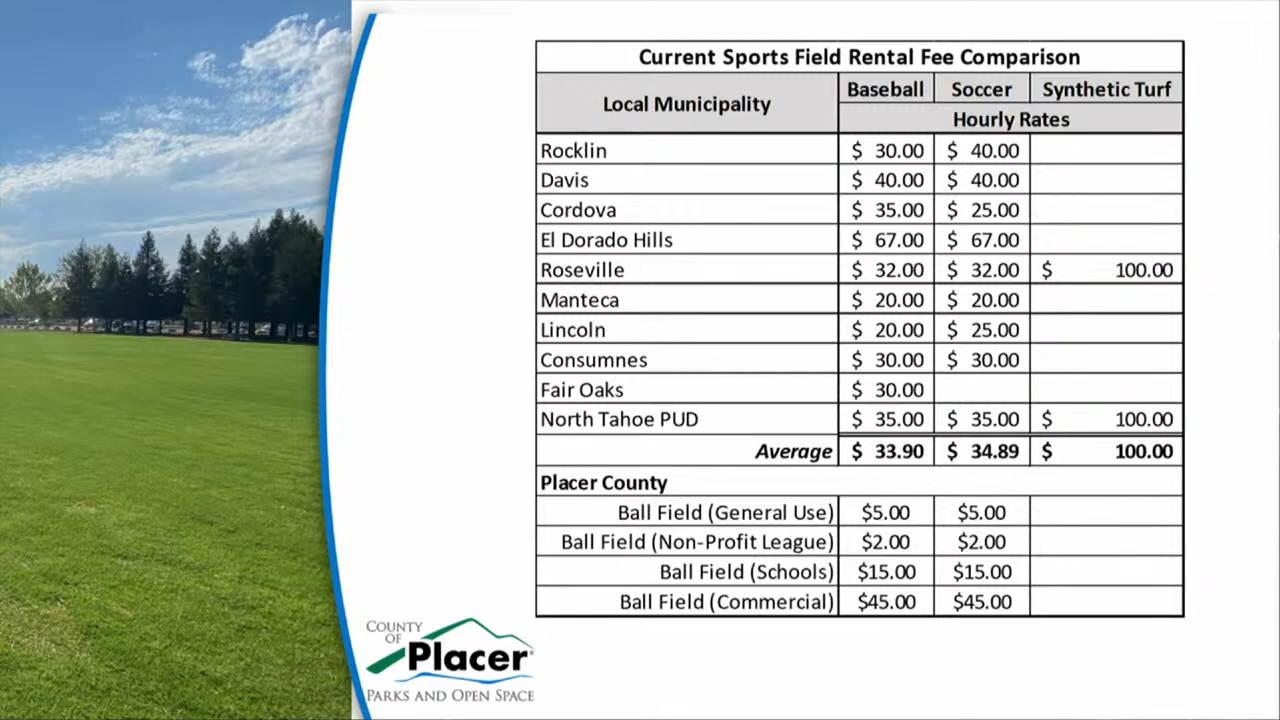 Current Sports Field Rental Fee Comparison
Local Municipality Baseball Soccer Synthetic Turf
Hourly Rates
Rocklin $ 30.00 $ 40.00
Davis $ 40.00 $ 40.00
Cordova $ 35.00 $ 25.00
El Dorado Hills $ 67.00 $ 67.00
Roseville $ 32.00 $ 32.00 $ 100.00
Manteca $ 20.00 $ 20.00
Lincoln $ 20.00 $ 25.00
Consumnes $ 30.00 $ 30.00
Fair Oaks $ 30.00
North Tahoe PUD $ 35.00 $ 35.00 $ 100.00
Average $ 33.90 $ 34.89 $ 100.00
Placer County
Ball Field (General Use) $5.00 $5.00
Ball Field (Non-Profit League) $2.00 $2.00
Ball Field (Schools) $15.00 $15.00
Ball Field (Commercial) $45.00 $45.00
COUNTY
OF
Placer®
PARKS AND OPEN SPACE